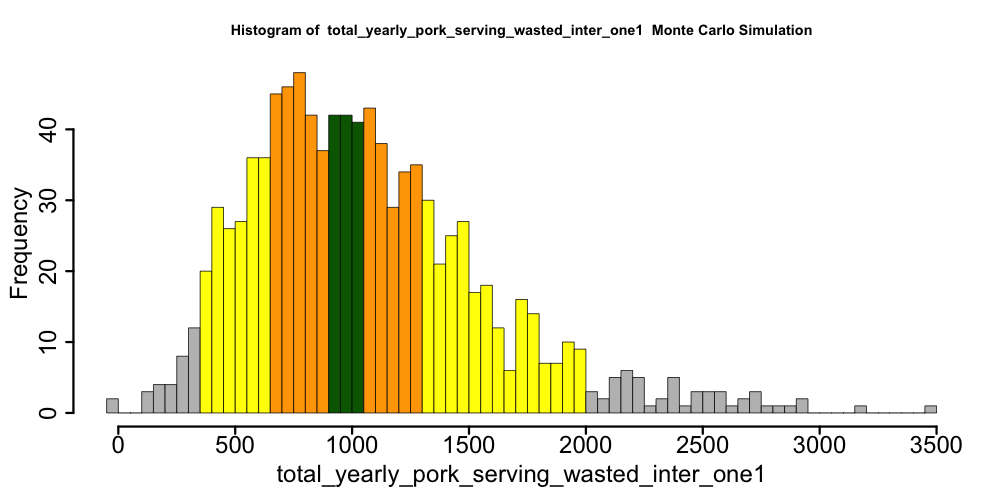 Histogram of  total_yearly_pork_serving_wasted_inter_one1  Monte Carlo Simulation
Frequency
40
30
20
10
0
0 500 1000 1500 2000 2500 3000 3500
total_yearly_pork_serving_wasted_inter_one1